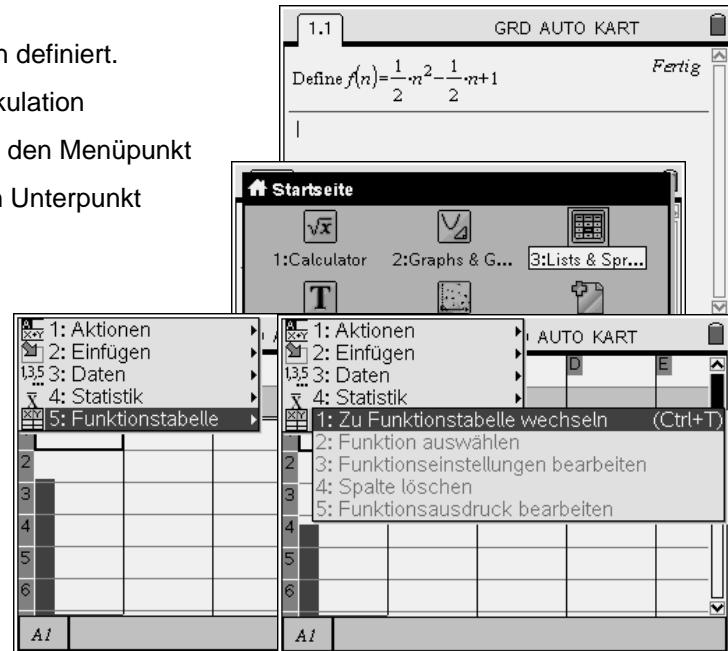 n definiert.
kulation
den Menüpunkt
n Unterpunkt
1.1 GRD AUTO KART
Define f(n)=1/2·n²-1/2·n+1 Fertig
Startseite
1:Calculator 2:Graphs & G... 3:Lists & Spr...
1: Aktionen
2: Einfügen
3: Daten
4: Statistik
5: Funktionstabelle
2
3
4
5
6
A1
1: Aktionen AUTO KART
2: Einfügen
3: Daten D E
4: Statistik
1: Zu Funktionstabelle wechseln (Ctrl+T)
2: Funktion auswählen
3: Funktionseinstellungen bearbeiten
4: Spalte löschen
5: Funktionsausdruck bearbeiten
2
3
4
5
6
A1